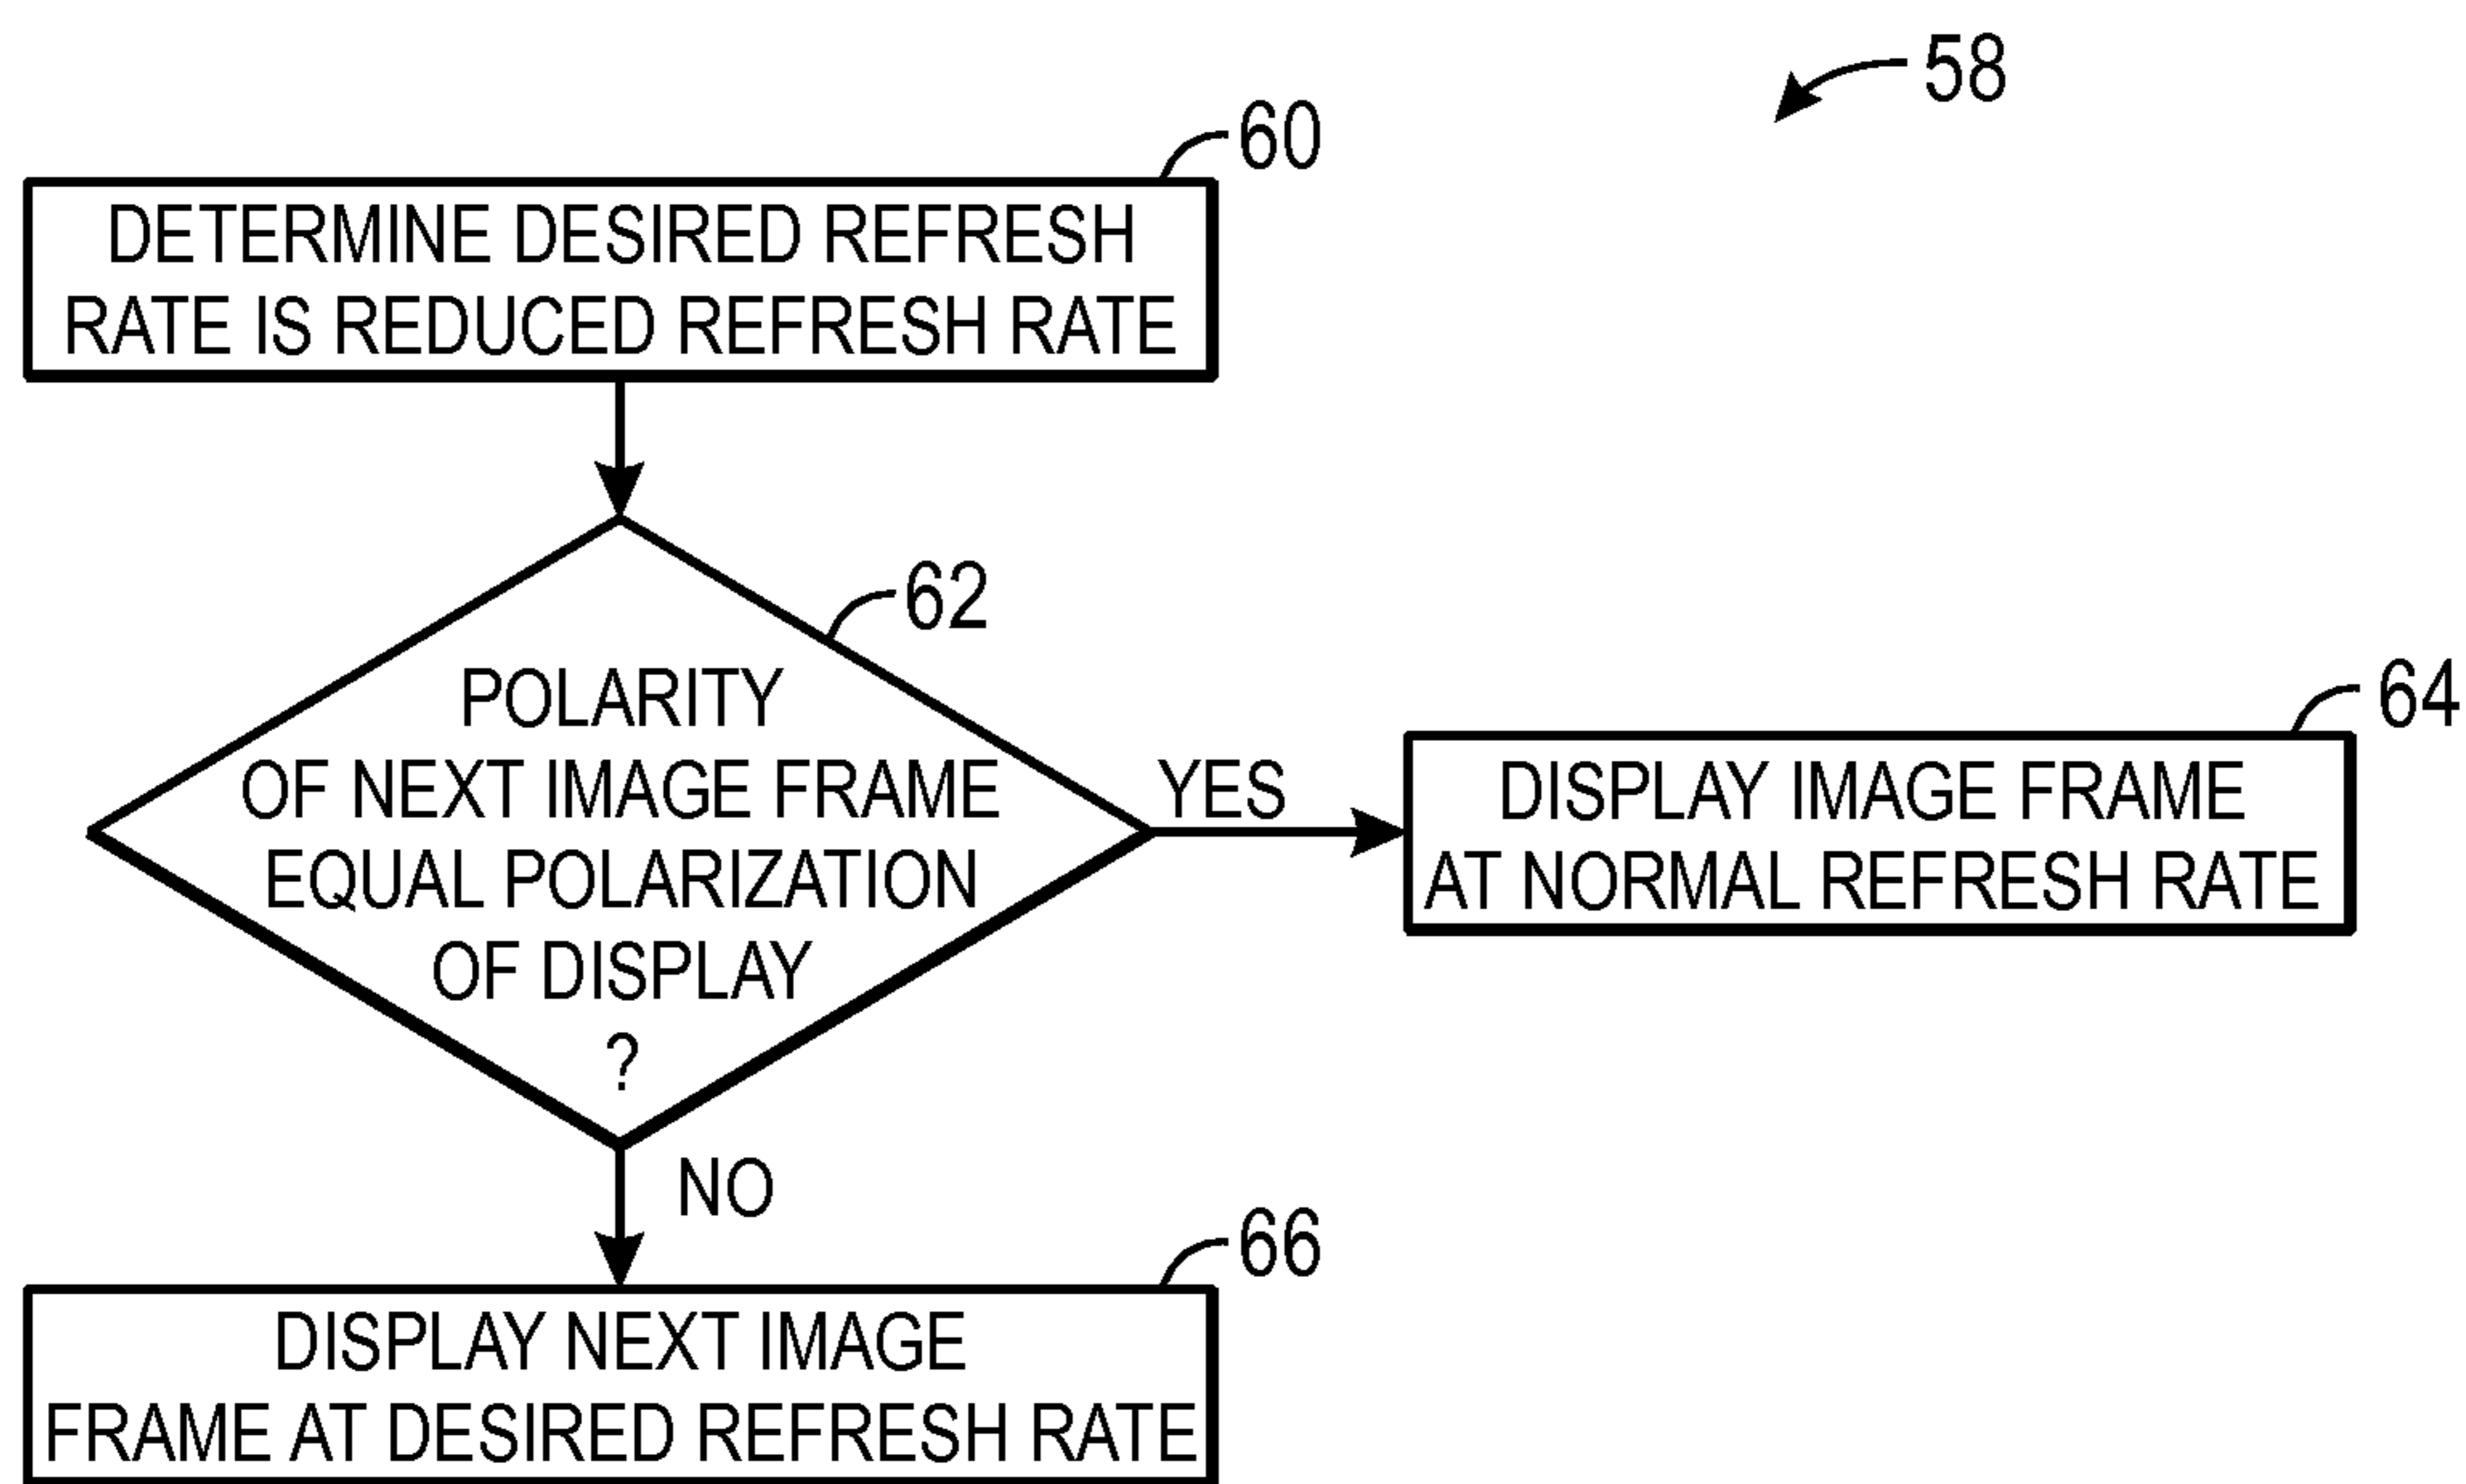 58
60
DETERMINE DESIRED REFRESH
RATE IS REDUCED REFRESH RATE
62
POLARITY
OF NEXT IMAGE FRAME
EQUAL POLARIZATION
OF DISPLAY
?
YES
64
DISPLAY IMAGE FRAME
AT NORMAL REFRESH RATE
NO
66
DISPLAY NEXT IMAGE
FRAME AT DESIRED REFRESH RATE